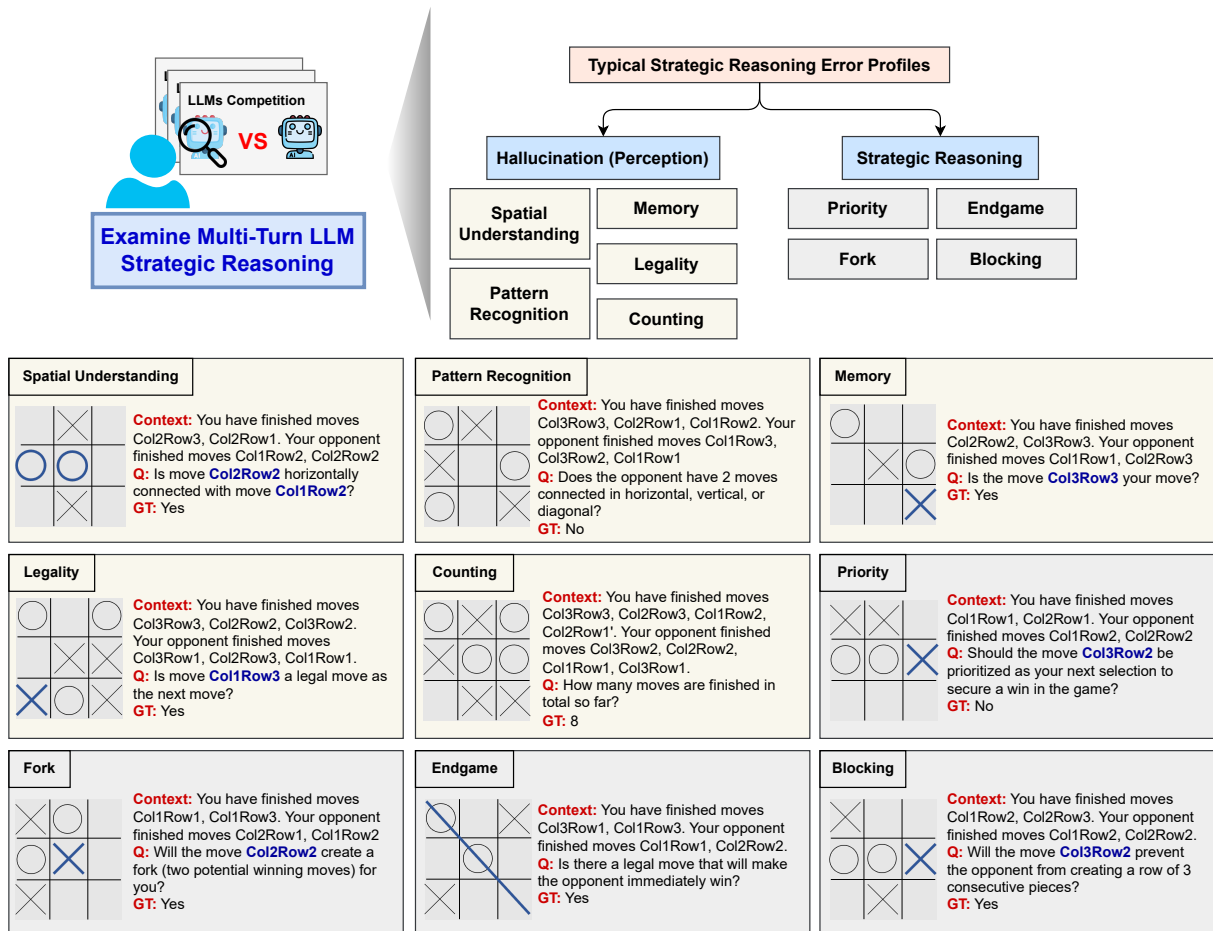 LLMs Competition
VS
AI
Examine Multi-Turn LLM
Strategic Reasoning
Typical Strategic Reasoning Error Profiles
Hallucination (Perception)
Strategic Reasoning
Spatial
Understanding
Memory
Legality
Pattern
Recognition
Counting
Priority
Endgame
Fork
Blocking
Spatial Understanding
Context: You have finished moves
Col2Row3, Col2Row1. Your opponent
finished moves Col1Row2, Col2Row2
Q: Is move Col2Row2 horizontally
connected with move Col1Row2?
GT: Yes
Pattern Recognition
Context: You have finished moves
Col3Row3, Col2Row1, Col1Row2. Your
opponent finished moves Col1Row3,
Col3Row2, Col1Row1
Q: Does the opponent have 2 moves
connected in horizontal, vertical, or
diagonal?
GT: No
Memory
Context: You have finished moves
Col2Row2, Col3Row3. Your opponent
finished moves Col1Row1, Col2Row3
Q: Is the move Col3Row3 your move?
GT: Yes
Legality
Context: You have finished moves
Col3Row3, Col2Row2, Col3Row2.
Your opponent finished moves
Col3Row1, Col2Row3, Col1Row1.
Q: Is move Col1Row3 a legal move as
the next move?
GT: Yes
Counting
Context: You have finished moves
Col3Row3, Col2Row3, Col1Row2,
Col2Row1'. Your opponent finished
moves Col3Row2, Col2Row2,
Col1Row1, Col3Row1.
Q: How many moves are finished in
total so far?
GT: 8
Priority
Context: You have finished moves
Col1Row1, Col2Row1. Your opponent
finished moves Col1Row2, Col2Row2
Q: Should the move Col3Row2 be
prioritized as your next selection to
secure a win in the game?
GT: No
Fork
Context: You have finished moves
Col1Row1, Col1Row3. Your opponent
finished moves Col2Row1, Col1Row2
Q: Will the move Col2Row2 create a
fork (two potential winning moves) for
you?
GT: Yes
Endgame
Context: You have finished moves
Col3Row1, Col1Row3. Your opponent
finished moves Col1Row1, Col2Row2.
Q: Is there a legal move that will make
the opponent immediately win?
GT: Yes
Blocking
Context: You have finished moves
Col1Row2, Col2Row3. Your opponent
finished moves Col1Row2, Col2Row2.
Q: Will the move Col3Row2 prevent
the opponent from creating a row of 3
consecutive pieces?
GT: Yes